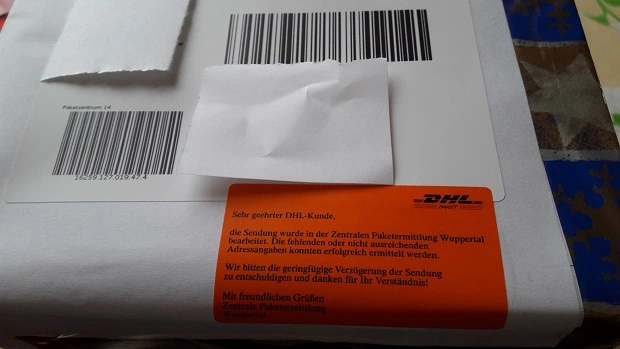 Paketzentrum 14
16259.127.019.47.4
DHL
Sehr geehrter DHL-Kunde,
die Sendung wurde in der Zentralen Paketermittlung Wuppertal
bearbeitet. Die fehlenden oder nicht ausreichenden
Adressangaben konnten erfolgreich ermittelt werden.
Wir bitten die geringfügige Verzögerung der Sendung
zu entschuldigen und danken für Ihr Verständnis!
Mit freundlichen Grüßen
Zentrale Paketermittlung
Wuppertal